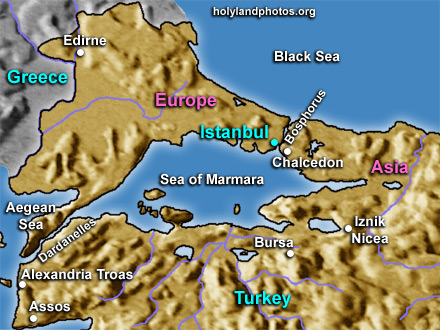 holylandphotos.org
Edirne
Black Sea
Greece
Europe
Bosphorus
Istanbul
Chalcedon
Asia
Sea of Marmara
Aegean
Sea
Dardanelles
Iznik
Nicea
Bursa
Alexandria Troas
Turkey
Assos